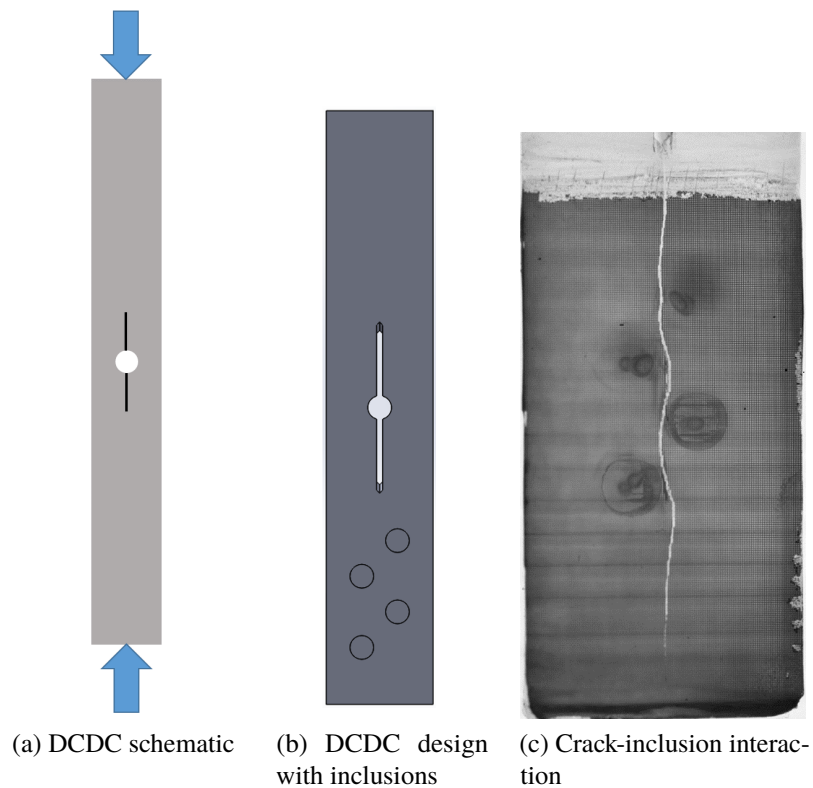 (a) DCDC schematic
(b) DCDC design
with inclusions
(c) Crack-inclusion interac-
tion